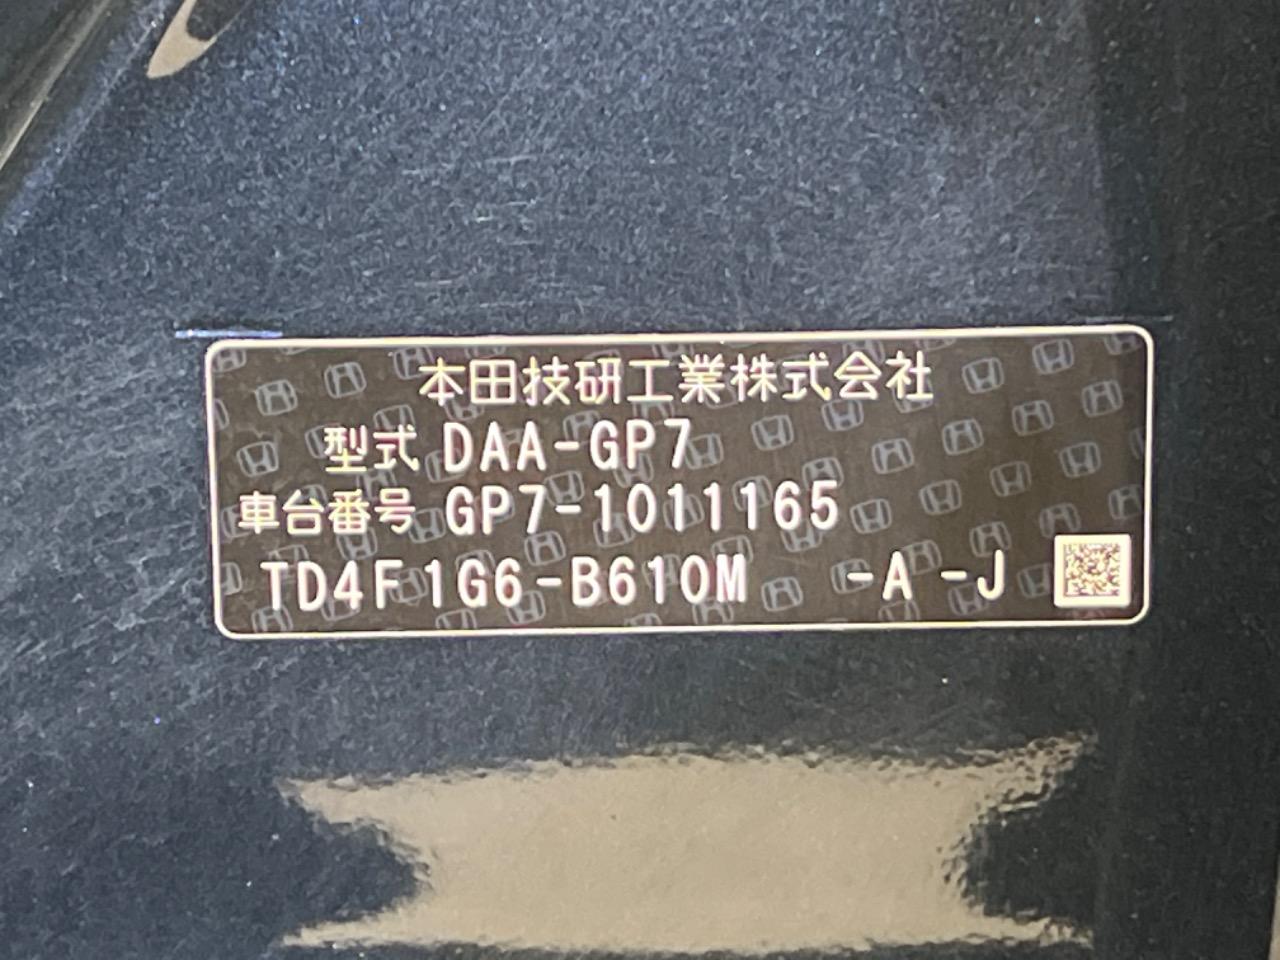 本田技研工業株式会社
型式 DAA-GP7
車台番号 GP7-1011165
TD4F1G6-B610M -A -J